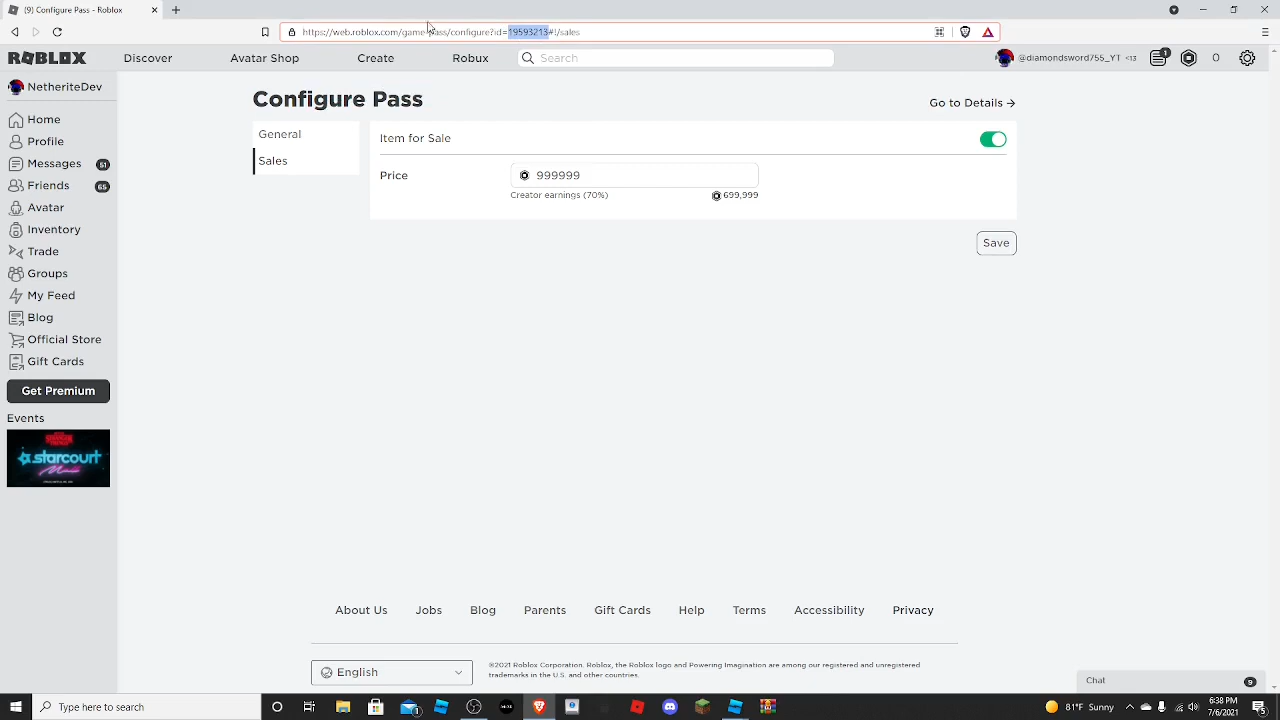 (9) Configure Pass - Roblox
https://web.roblox.com/game-pass/configure?id=19593213#!/sales
ROBLOX
Discover
Avatar Shop
Create
Robux
Search
@diamondsword755_YT <13
1
0
NetheriteDev
Home
Profile
Messages 51
Friends 65
Avatar
Inventory
Trade
Groups
My Feed
Blog
Official Store
Gift Cards
Get Premium
Events
starcourt
Configure Pass
Go to Details
General
Sales
Item for Sale
Price
999999
Creator earnings (70%)
699,999
Save
About Us
Jobs
Blog
Parents
Gift Cards
Help
Terms
Accessibility
Privacy
English
©2021 Roblox Corporation. Roblox, the Roblox logo and Powering Imagination are among our registered and unregistered
trademarks in the U.S. and other countries.
Chat
9
Type here to search
81°F Sunny
6:38 PM
7/6/2021